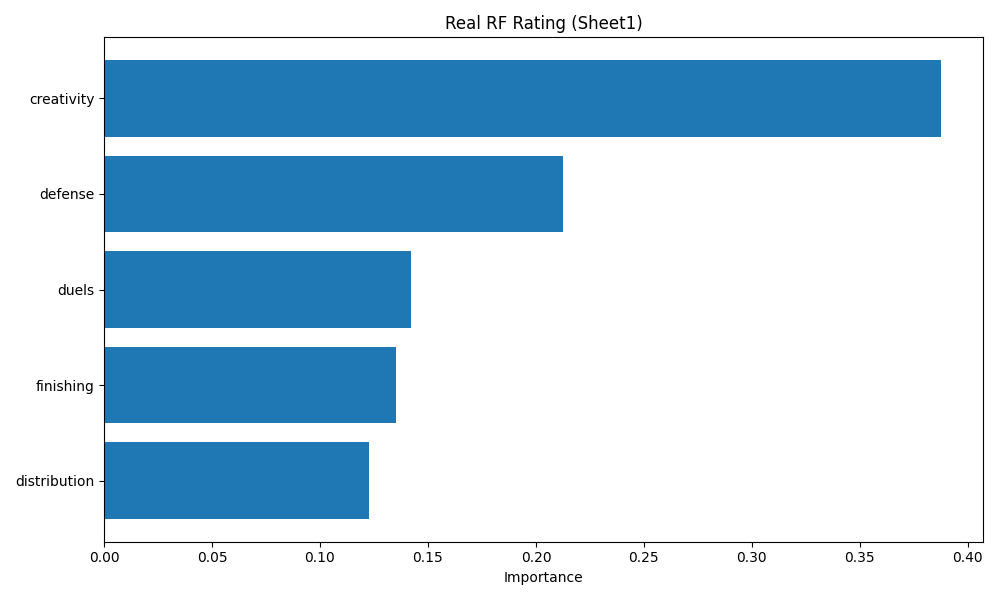 Real RF Rating (Sheet1)
creativity
defense
duels
finishing
distribution
0.00 0.05 0.10 0.15 0.20 0.25 0.30 0.35 0.40
Importance